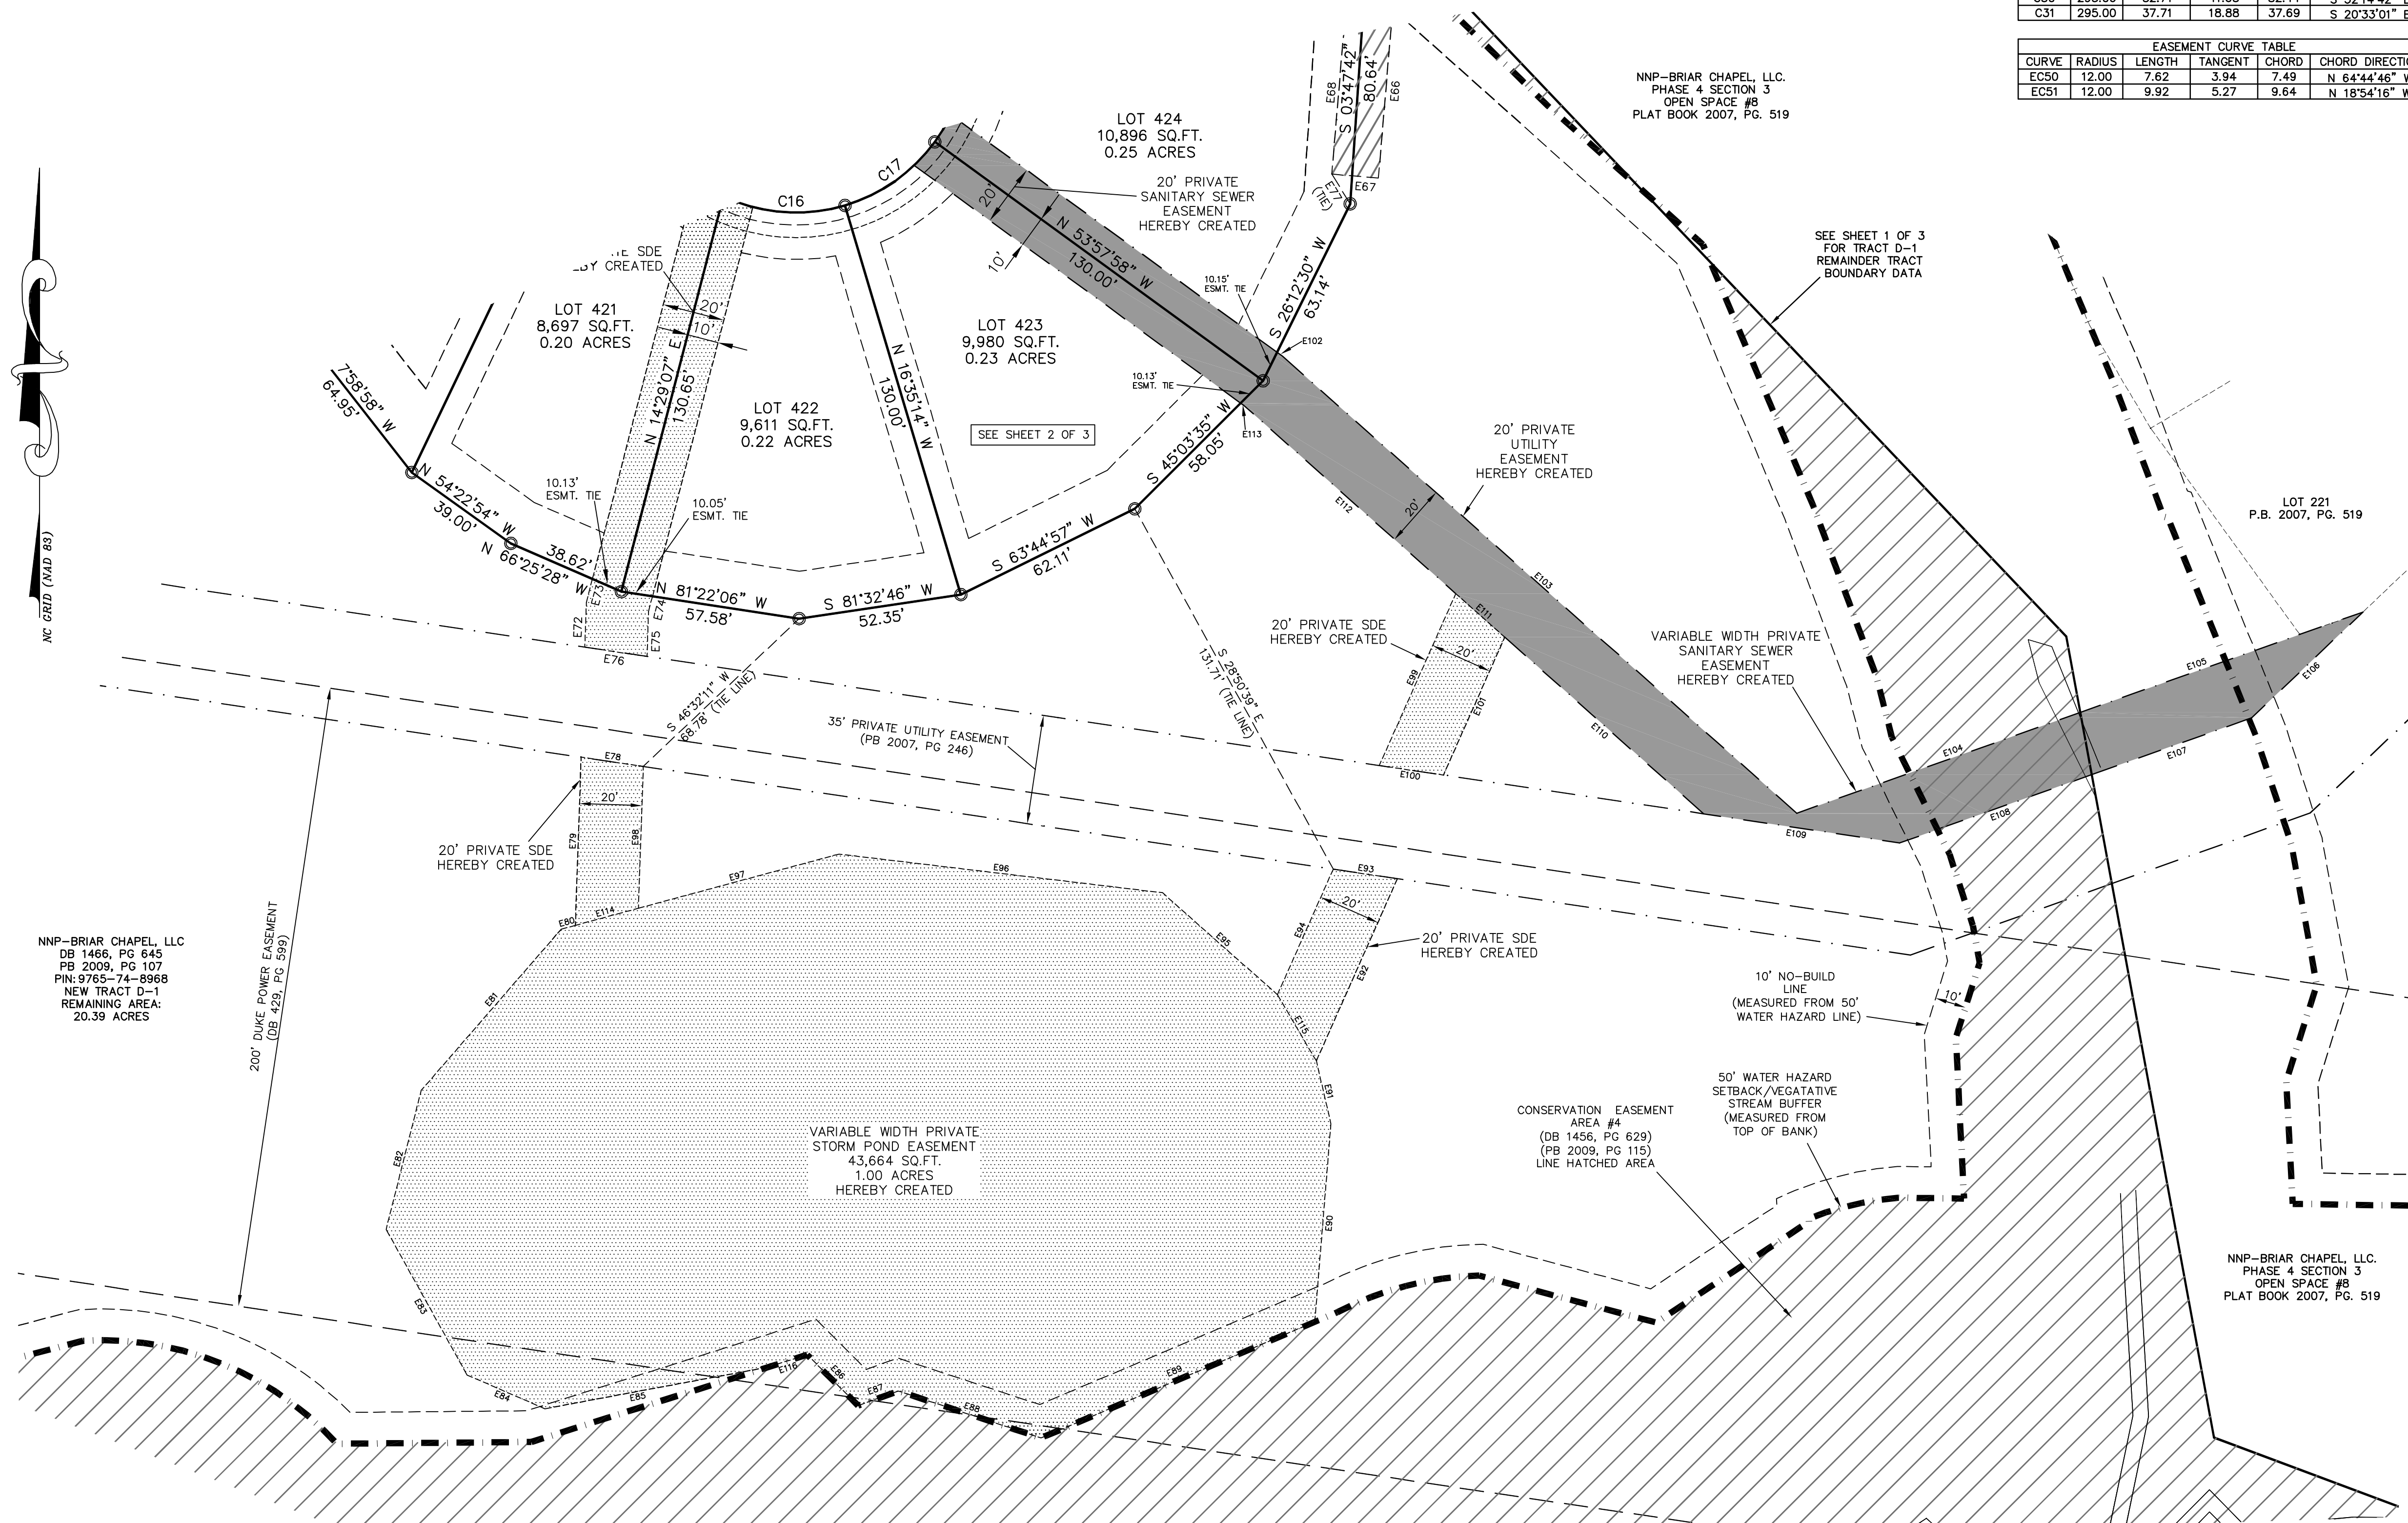 C31 295.00 37.71 18.88 37.69 S 20°33'01" E
EASEMENT CURVE TABLE
CURVE RADIUS LENGTH TANGENT CHORD CHORD
EC50 12.00 7.62 3.94 7.49 N 64°44'46" W
EC51 12.00 9.92 5.27 9.64 N 18°54'16" W
NNP-BRIAR CHAPEL, LLC.
PHASE 4 SECTION 3
OPEN SPACE #8
PLAT BOOK 2007, PG. 519
E68
S 03°47'42"
80.64'
E66
E67
E77
(TIE)
LOT 424
10,896 SQ.FT.
0.25 ACRES
20' PRIVATE
SANITARY SEWER
EASEMENT
HEREBY CREATED
C17
C16
20'
10'
N 53°57'58" W
130.00'
10.15'
ESMT. TIE
S 26°12'30" W
63.14'
E102
10.13'
ESMT. TIE
E113
SEE SHEET 1 OF 3
FOR TRACT D-1
REMAINDER TRACT
BOUNDARY DATA
SDE
CREATED
LOT 421
8,697 SQ.FT.
0.20 ACRES
20'
10'
N 14°29'07" E
130.65'
LOT 422
9,611 SQ.FT.
0.22 ACRES
N 16°35'14" W
130.00'
LOT 423
9,980 SQ.FT.
0.23 ACRES
SEE SHEET 2 OF 3
S 45°03'35" W
58.05'
20' PRIVATE
UTILITY
EASEMENT
HEREBY CREATED
20'
E112
E103
LOT 221
P.B. 2007, PG. 519
NC GRID (NAD 83)
7°58'58" W
64.95'
N 54°22'54" W
39.00'
N 66°25'28" W
38.62'
10.13'
ESMT. TIE
10.05'
ESMT. TIE
N 81°22'06" W
57.58'
S 81°32'46" W
52.35'
S 63°44'57" W
62.11'
E73
E74
E72
E75
E76
S 46°32'11" W
68.78' (TIE LINE)
S 28°50'39" E
131.71' (TIE LINE)
20' PRIVATE SDE
HEREBY CREATED
20'
E111
E99
E101
E100
E110
VARIABLE WIDTH PRIVATE
SANITARY SEWER
EASEMENT
HEREBY CREATED
E105
E106
E104
E107
E108
E109
35' PRIVATE UTILITY EASEMENT
(PB 2007, PG 246)
E78
20'
E79
E98
20' PRIVATE SDE
HEREBY CREATED
E80
E114
E97
E96
E93
20'
E94
E95
E92
20' PRIVATE SDE
HEREBY CREATED
E115
E91
E90
NNP-BRIAR CHAPEL, LLC
DB 1466, PG 645
PB 2009, PG 107
PIN:9765-74-8968
NEW TRACT D-1
REMAINING AREA:
20.39 ACRES
200' DUKE POWER EASEMENT
(DB 429, PG 599)
E81
E82
E83
VARIABLE WIDTH PRIVATE
STORM POND EASEMENT
43,664 SQ.FT.
1.00 ACRES
HEREBY CREATED
E84
E85
E116
E86
E87
E88
E89
10' NO-BUILD
LINE
(MEASURED FROM 50'
WATER HAZARD LINE)
10'
50' WATER HAZARD
SETBACK/VEGATATIVE
STREAM BUFFER
(MEASURED FROM
TOP OF BANK)
CONSERVATION EASEMENT
AREA #4
(DB 1456, PG 629)
(PB 2009, PG 115)
LINE HATCHED AREA
NNP-BRIAR CHAPEL, LLC.
PHASE 4 SECTION 3
OPEN SPACE #8
PLAT BOOK 2007, PG. 519